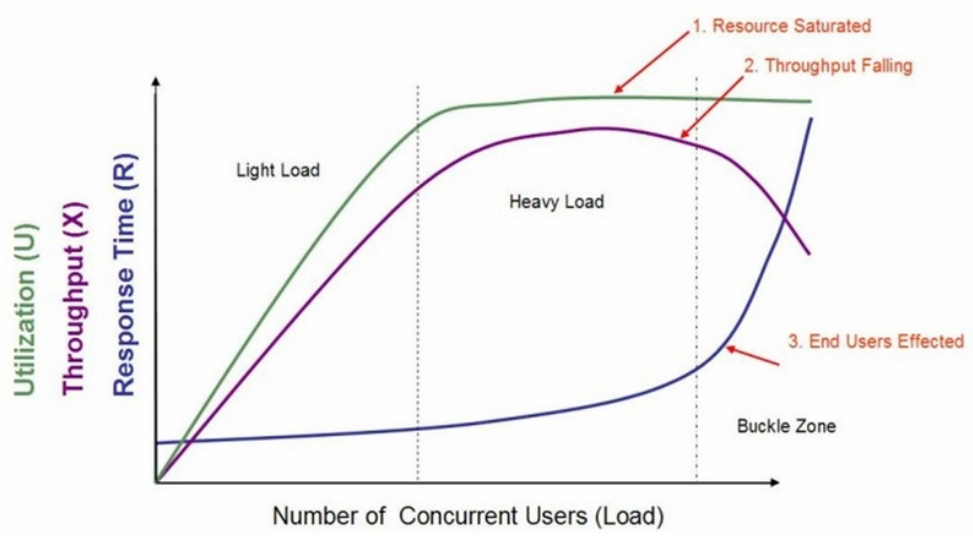 1. Resource Saturated
2. Throughput Falling
Light Load
Heavy Load
Utilization (U)
Throughput (X)
Response Time (R)
3. End Users Effected
Buckle Zone
Number of Concurrent Users (Load)